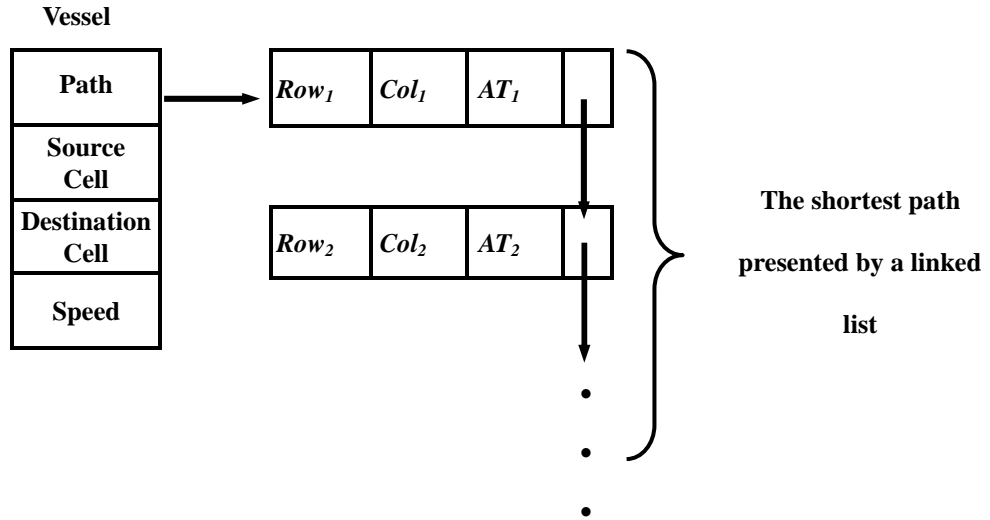 Vessel
Path
Source
Cell
Destination
Cell
Speed
Row₁ Col₁ AT₁
Row₂ Col₂ AT₂
The shortest path
presented by a linked
list